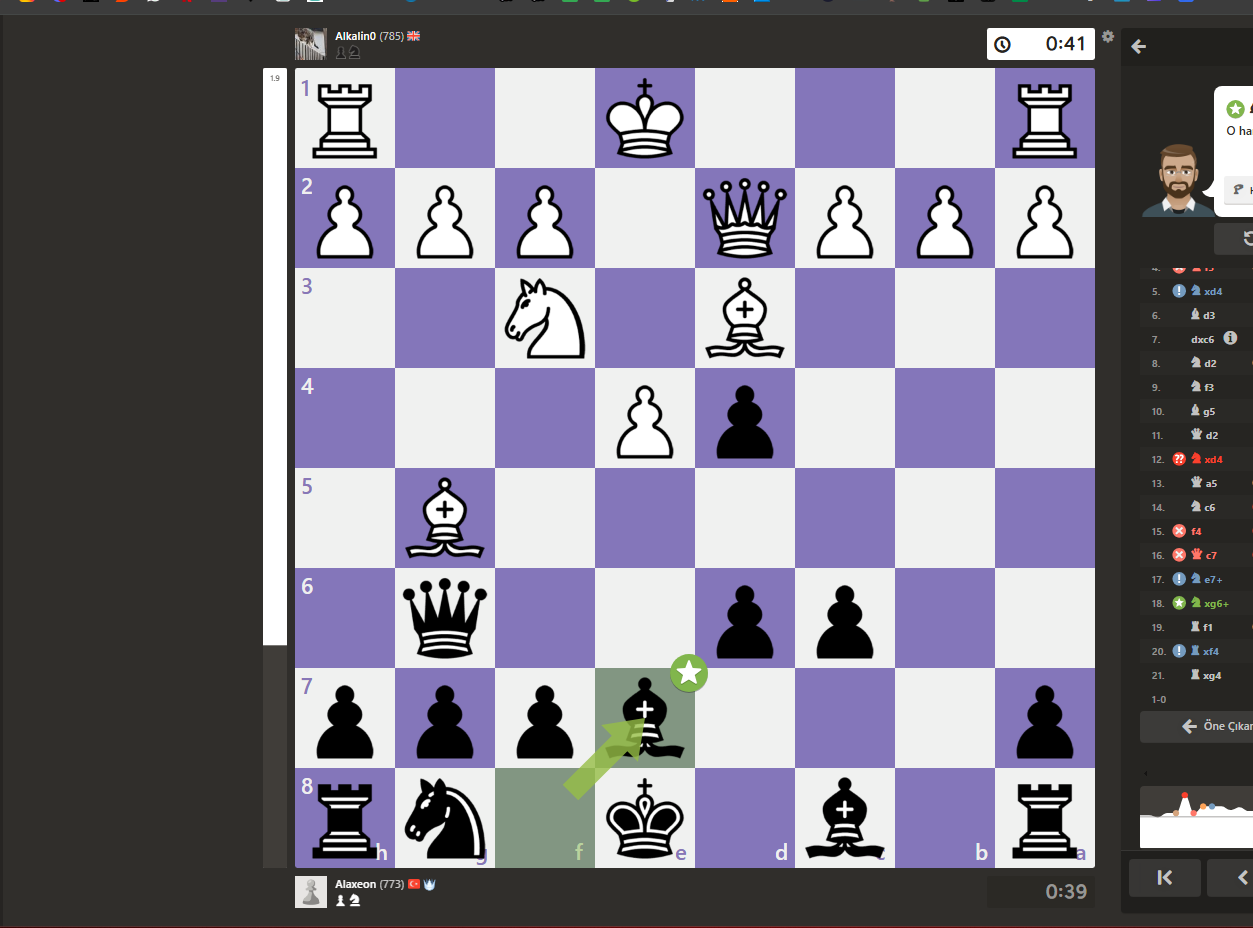 Alkalin0 (785)
0:41
1.9
1
2
3
4
5
6
7
8
h
g
f
e
d
c
b
a
Alaxeon (773)
0:39
O ha
5. xd4
6. d3
7. dxc6
8. d2
9. f3
10. g5
11. d2
12. ?? xd4
13. a5
14. c6
15. f4
16. c7
17. ! e7+
18. xg6+
19. f1
20. ! xf4
21. xg4
1-0
Öne Çıkar